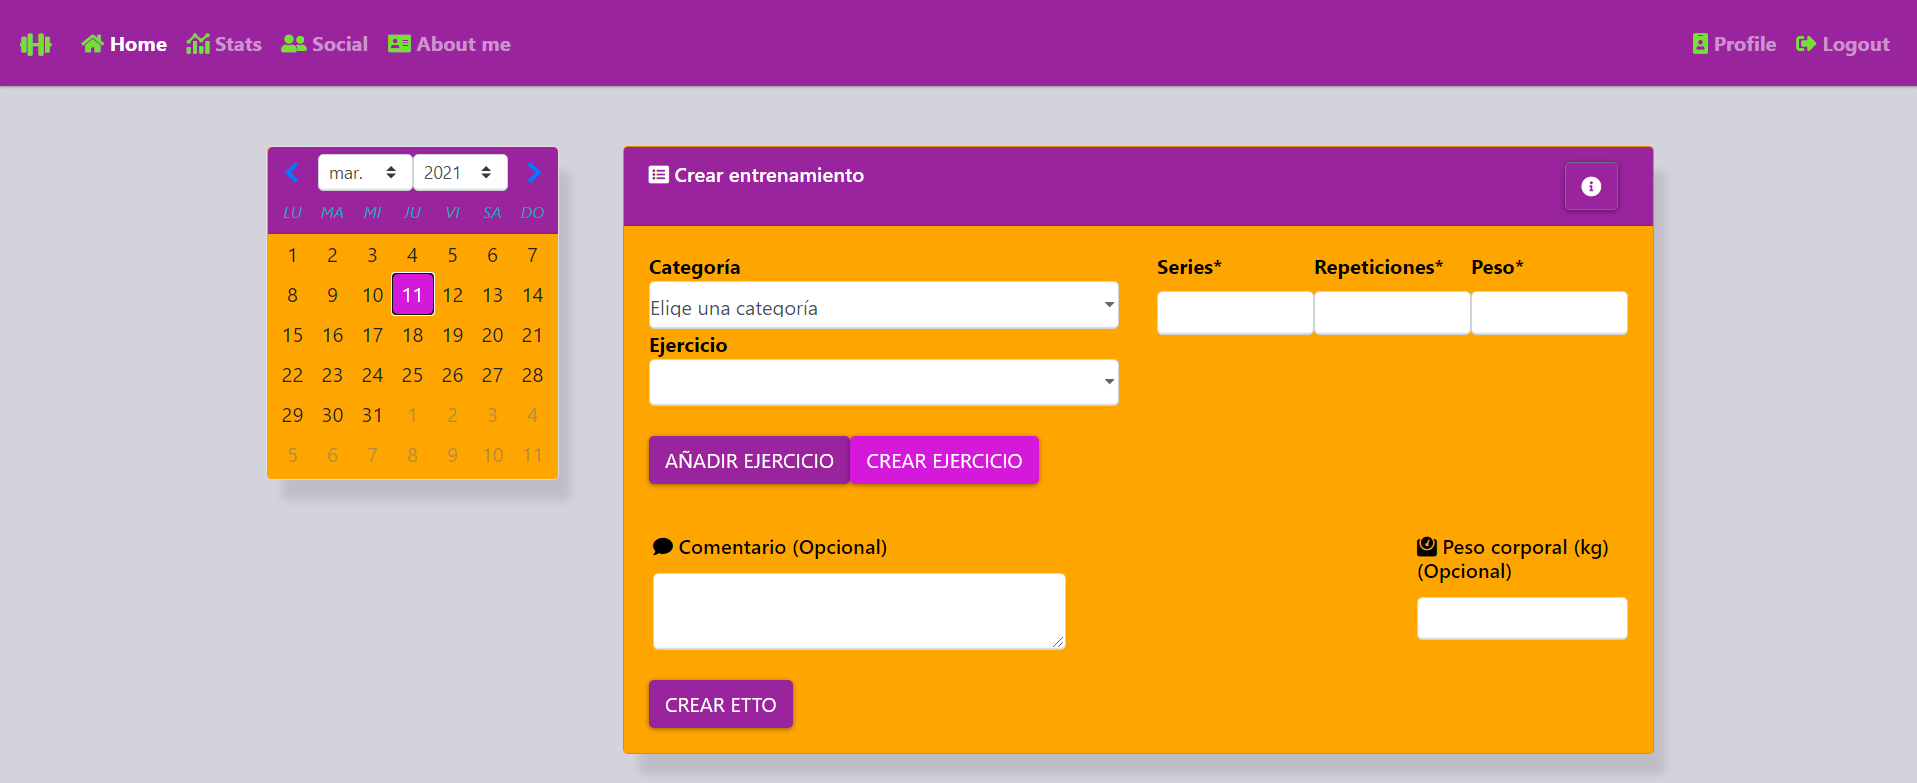 Home Stats Social About me Profile Logout
mar. 2021
LU MA MI JU VI SA DO
1 2 3 4 5 6 7
8 9 10 11 12 13 14
15 16 17 18 19 20 21
22 23 24 25 26 27 28
29 30 31 1 2 3 4
5 6 7 8 9 10 11
Crear entrenamiento
Categoría
Elige una categoría
Series* Repeticiones* Peso*
Ejercicio
AÑADIR EJERCICIO CREAR EJERCICIO
Comentario (Opcional)
Peso corporal (kg)
(Opcional)
CREAR ETTO